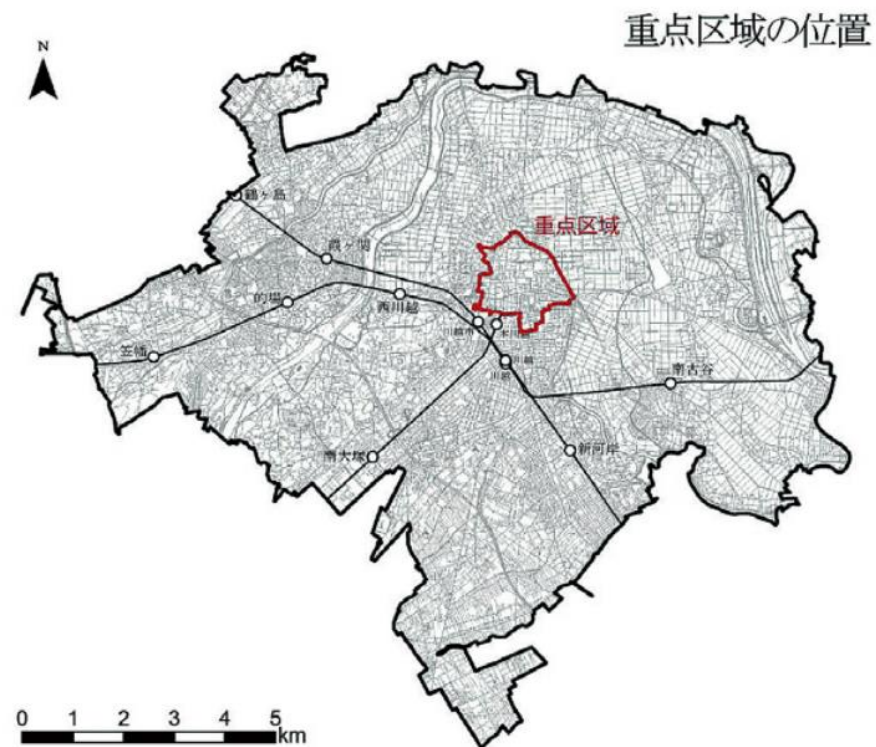 重点区域の位置
N
鶴ヶ島
霞ヶ関
重点区域
的場
西川越
川越市
本川越
笠幡
川越
川越
南古谷
南大塚
新河岸
0 1 2 3 4 5
km